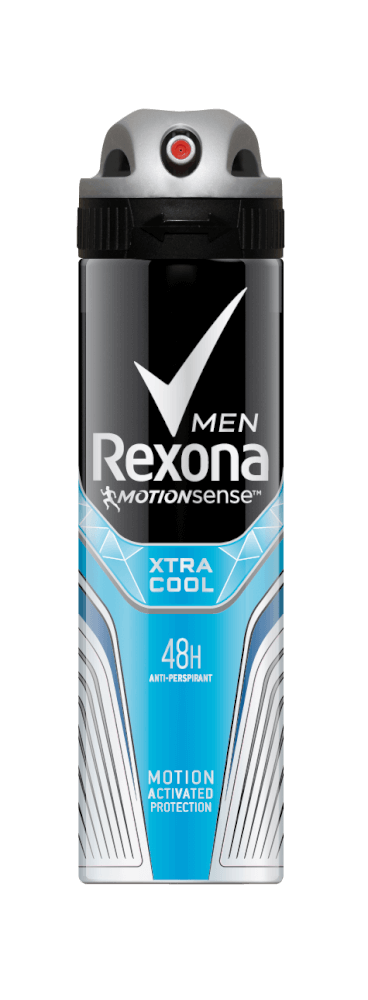 MEN
Rexona
MOTIONsense™
XTRA
COOL
48H
ANTI-PERSPIRANT
MOTION
ACTIVATED
PROTECTION